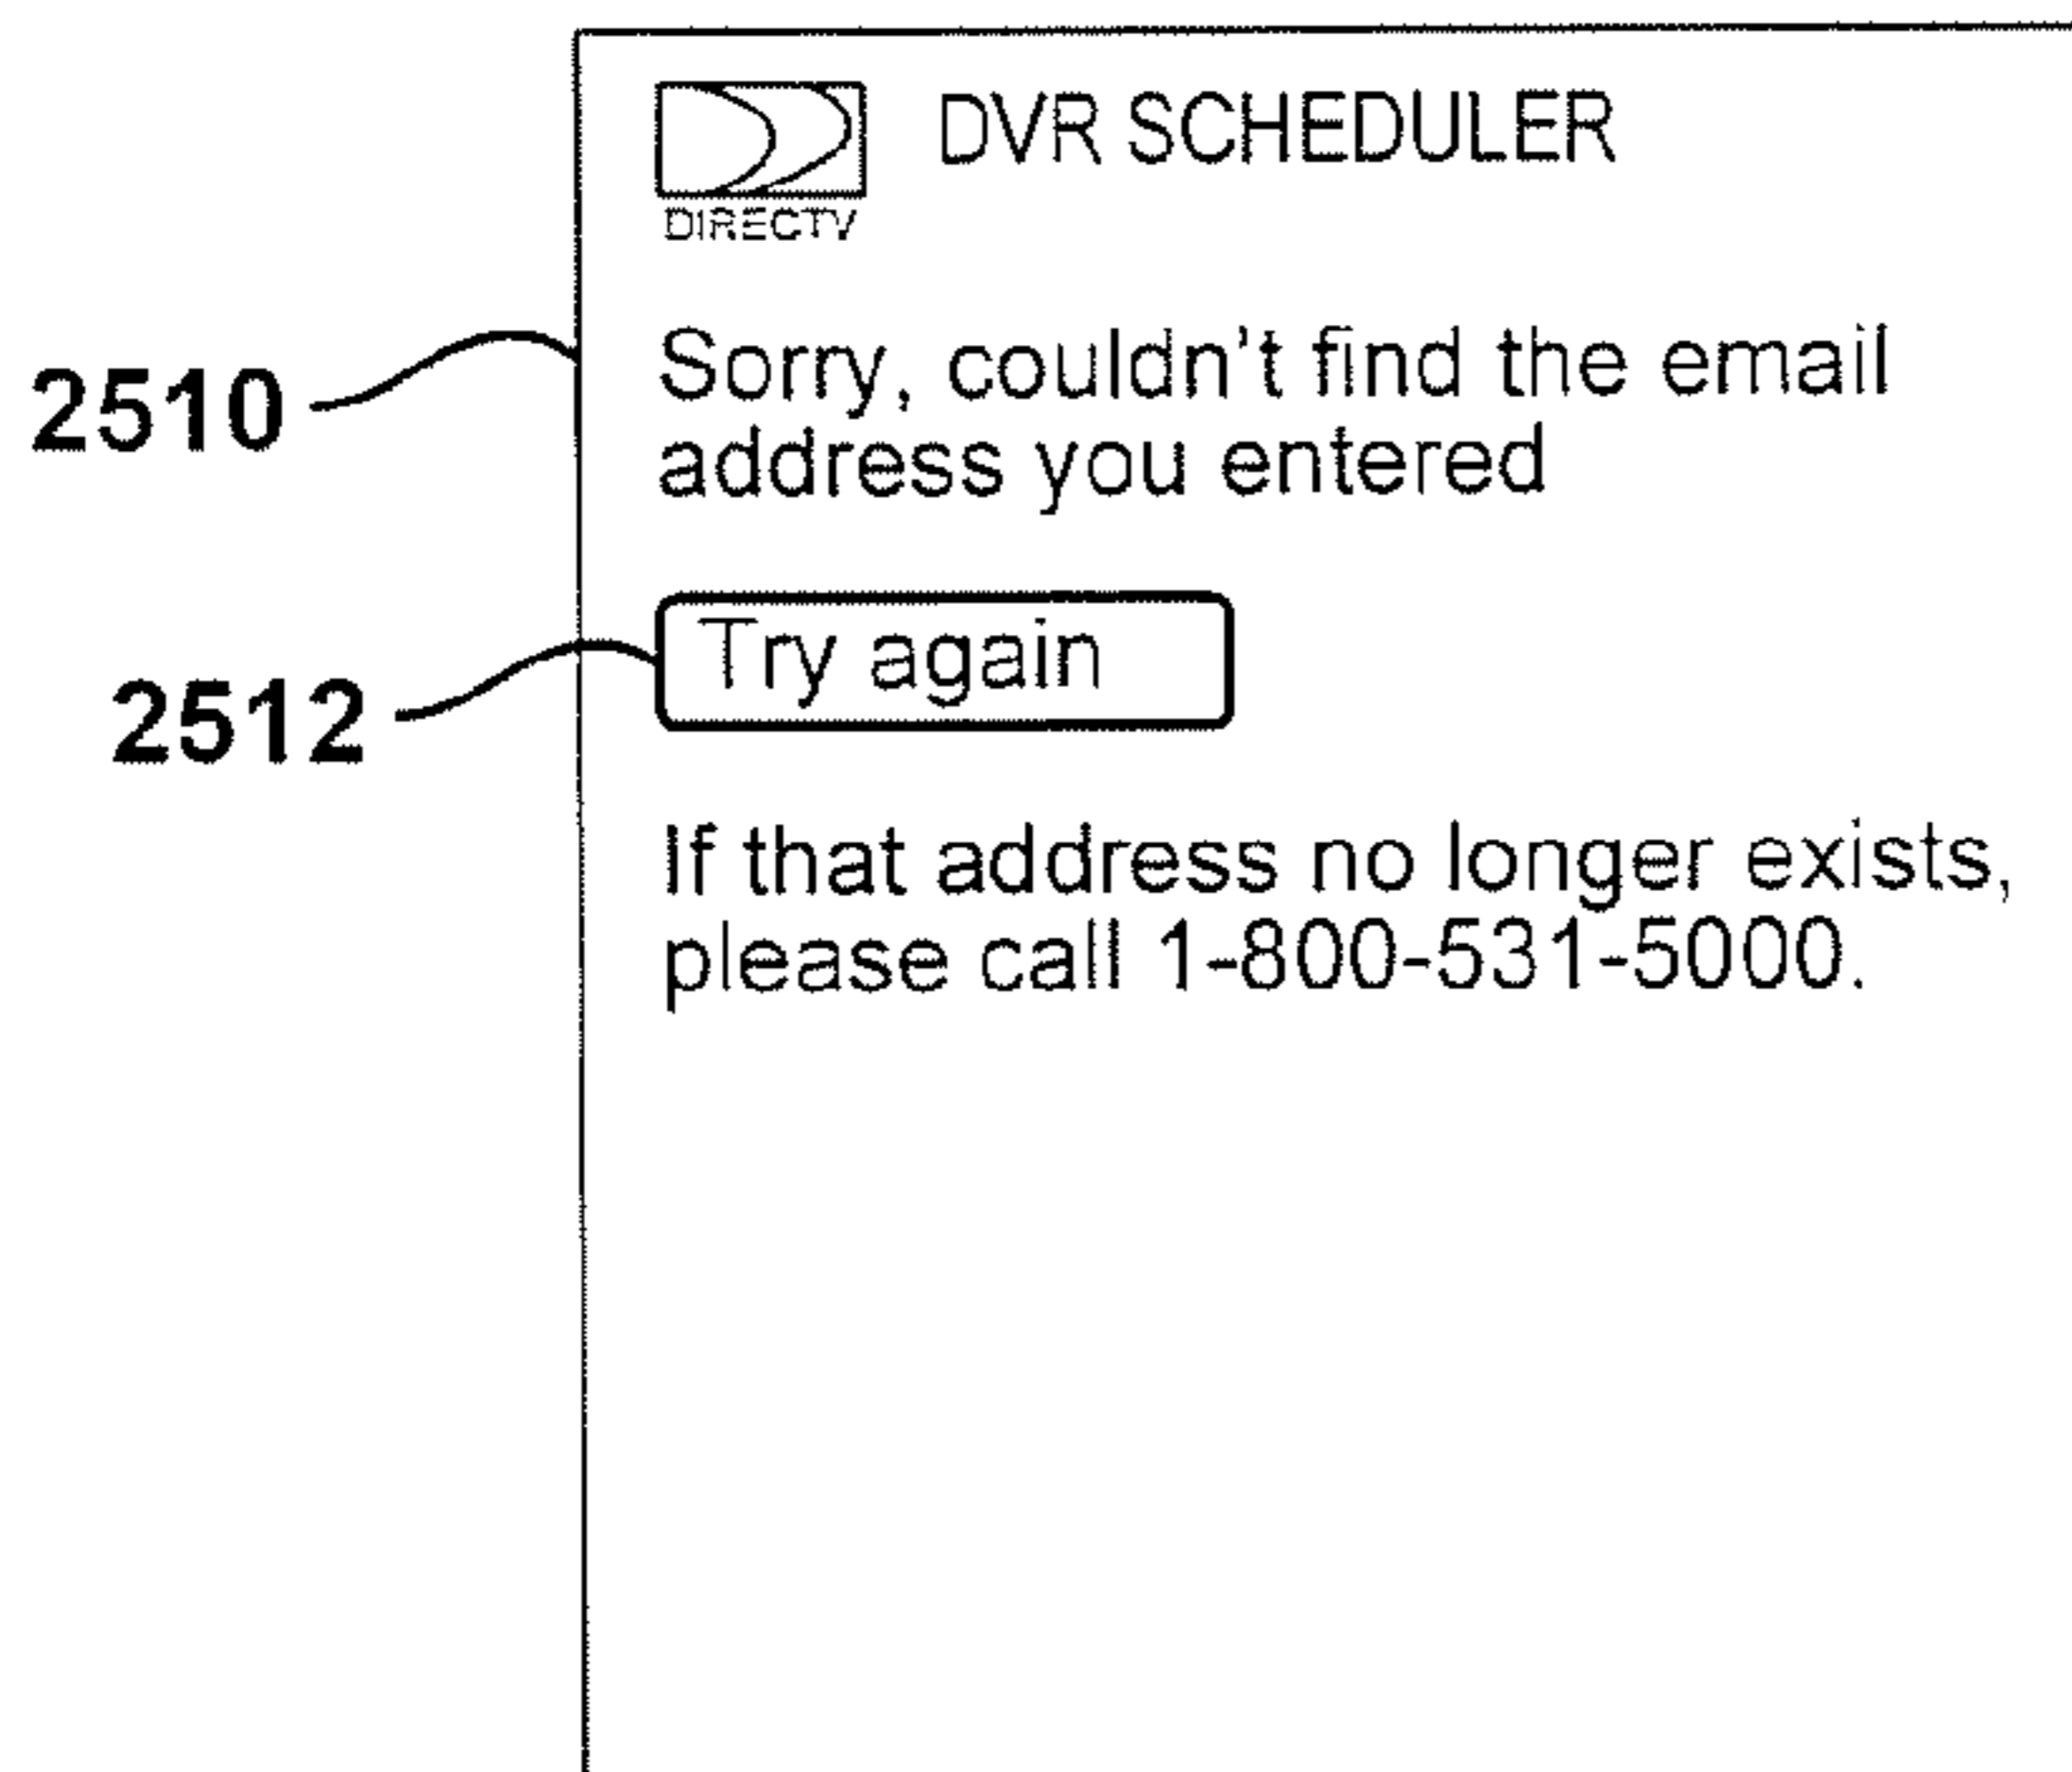 DVR SCHEDULER
DIRECTV
2510
Sorry, couldn't find the email
address you entered
2512
Try again
If that address no longer exists,
please call 1-800-531-5000.